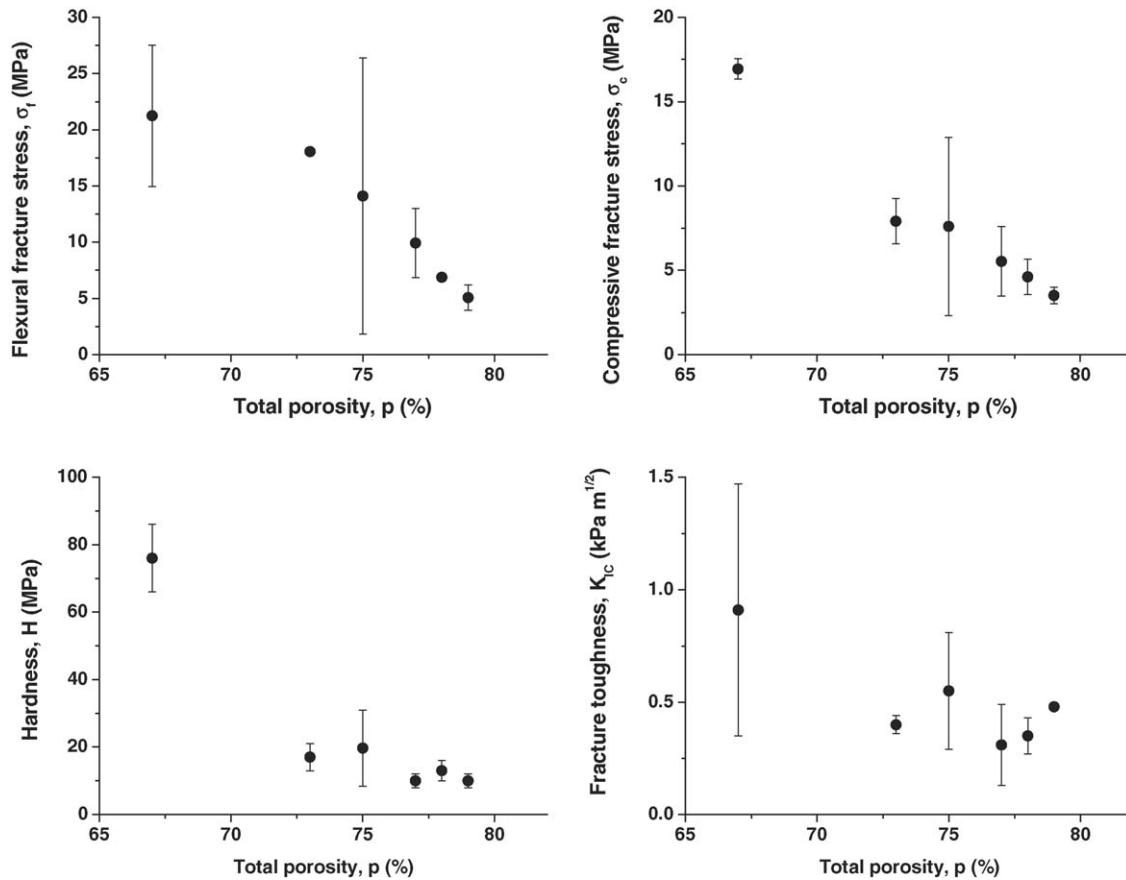 Flexural fracture stress, σf (MPa)
30
25
20
15
10
5
0
65 70 75 80
Total porosity, p (%)
Compressive fracture stress, σc (MPa)
20
15
10
5
0
65 70 75 80
Total porosity, p (%)
Hardness, H (MPa)
100
80
60
40
20
0
65 70 75 80
Total porosity, p (%)
Fracture toughness, KIC (kPa m1/2)
1.5
1.0
0.5
0.0
65 70 75 80
Total porosity, p (%)